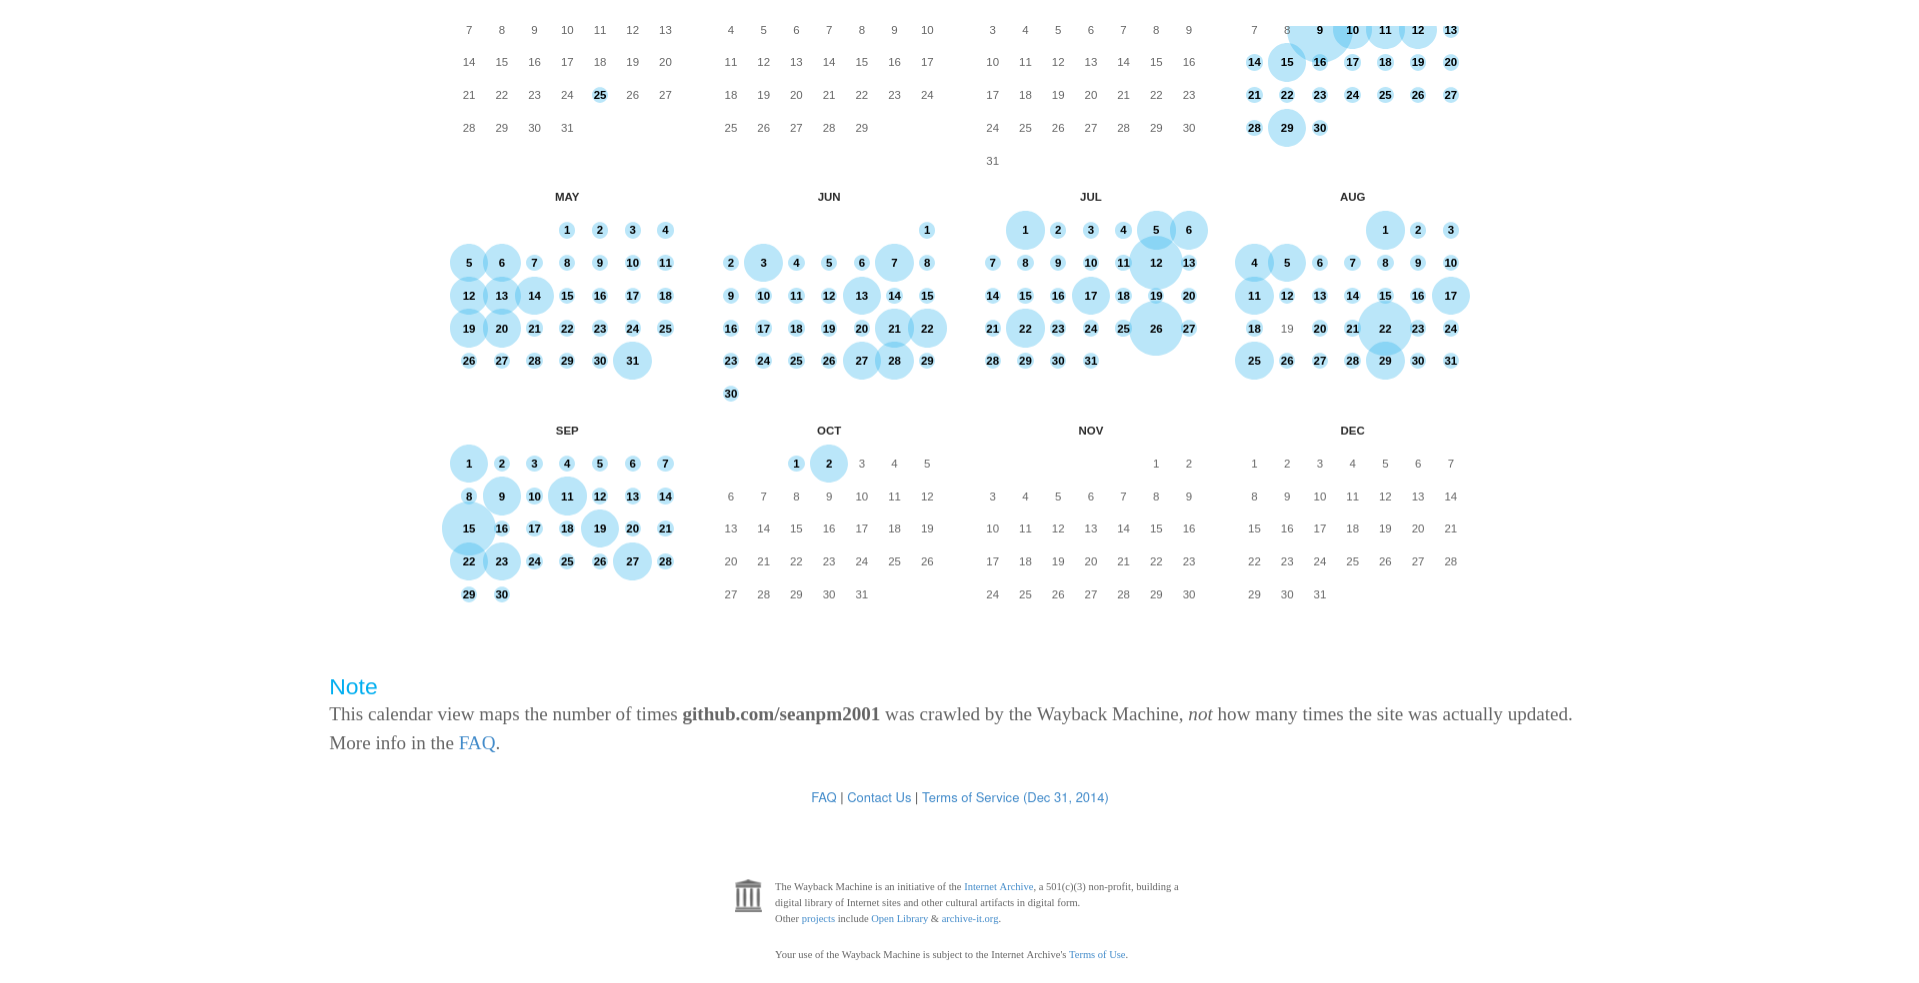 7 8 9 10 11 12 13 4 5 6 7 8 9 10 3 4 5 6 7 8 9 7 8 9 10 11 12 13
14 15 16 17 18 19 20 11 12 13 14 15 16 17 10 11 12 13 14 15 16 14 15 16 17 18 19 20
21 22 23 24 25 26 27 18 19 20 21 22 23 24 17 18 19 20 21 22 23 21 22 23 24 25 26 27
28 29 30 31 25 26 27 28 29 24 25 26 27 28 29 30 28 29 30
31
MAY JUN JUL AUG
1 2 3 4 1 1 2 3 4 5 6 1 2 3
5 6 7 8 9 10 11 2 3 4 5 6 7 8 7 8 9 10 11 12 13 4 5 6 7 8 9 10
12 13 14 15 16 17 18 9 10 11 12 13 14 15 14 15 16 17 18 19 20 11 12 13 14 15 16 17
19 20 21 22 23 24 25 16 17 18 19 20 21 22 21 22 23 24 25 26 27 18 19 20 21 22 23 24
26 27 28 29 30 31 23 24 25 26 27 28 29 28 29 30 31 25 26 27 28 29 30 31
30
SEP OCT NOV DEC
1 2 3 4 5 6 7 1 2 3 4 5 1 2 1 2 3 4 5 6 7
8 9 10 11 12 13 14 6 7 8 9 10 11 12 3 4 5 6 7 8 9 8 9 10 11 12 13 14
15 16 17 18 19 20 21 13 14 15 16 17 18 19 10 11 12 13 14 15 16 15 16 17 18 19 20 21
22 23 24 25 26 27 28 20 21 22 23 24 25 26 17 18 19 20 21 22 23 22 23 24 25 26 27 28
29 30 27 28 29 30 31 24 25 26 27 28 29 30 29 30 31
Note
This calendar view maps the number of times github.com/seanpm2001 was crawled by the Wayback Machine, not how many times the site was actually updated.
More info in the FAQ.
FAQ | Contact Us | Terms of Service (Dec 31, 2014)
The Wayback Machine is an initiative of the Internet Archive, a 501(c)(3) non-profit, building a
digital library of Internet sites and other cultural artifacts in digital form.
Other projects include Open Library & archive-it.org.
Your use of the Wayback Machine is subject to the Internet Archive's Terms of Use.